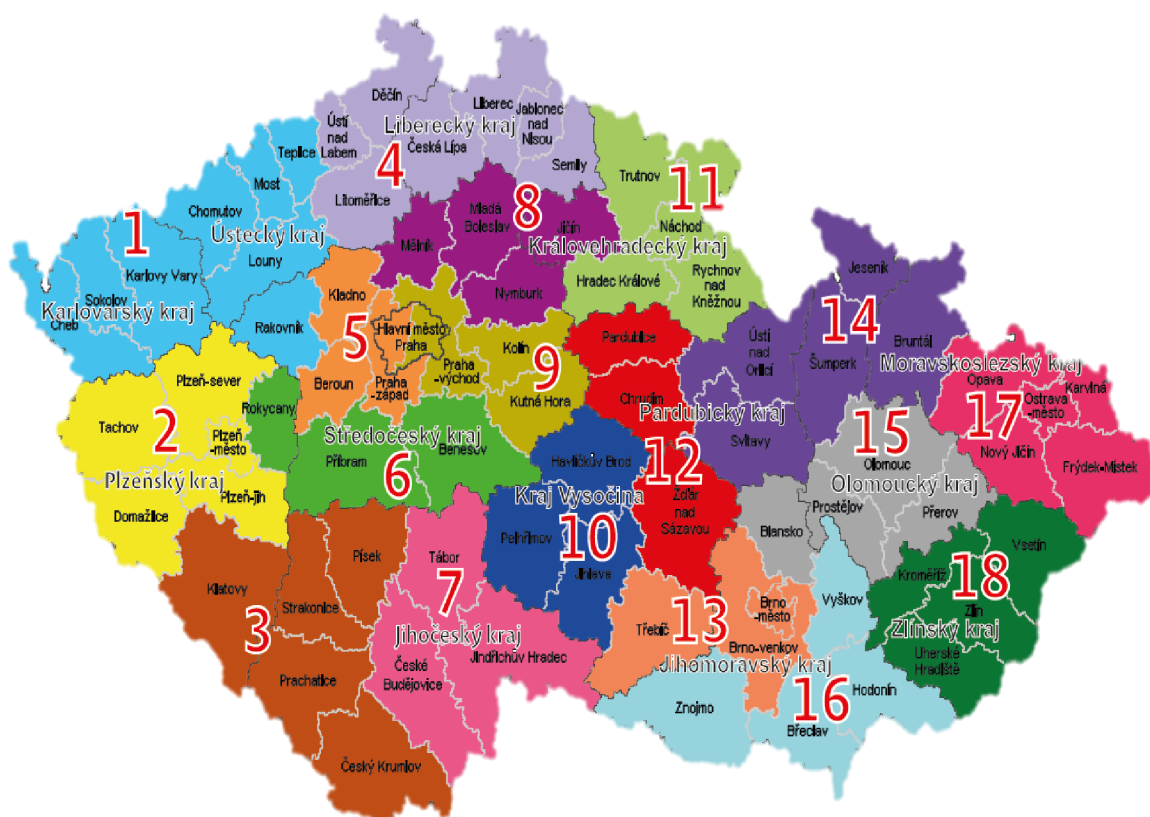 Děčín
Liberec
Ústí
nad
Labem
Liberecký kraj
Jablonec
nad
Nisou
Teplice
4
Česká Lípa
Most
Semily
Trutnov
11
Litoměřice
Chomutov
Mladá
Boleslav
8
Jičín
Náchod
1
Ústecký kraj
Mělník
Královehradecký kraj
Karlovy Vary
Louny
Hradec Králové
Rychnov
nad
Kněžnou
Jeseník
Sokolov
Karlovarský kraj
Cheb
Kladno
Nymburk
14
Rakovník
5
Hlavní město
Praha
Kolín
Pardubice
Ústí
nad
Orlicí
Bruntál
Šumperk
Moravskoslezský kraj
Plzeň-sever
Beroun
Praha
-západ
Praha
-východ
9
Kutná Hora
Opava
Karviná
Ostrava
-město
Rokycany
Chrudim
Pardubický kraj
17
Tachov
2
Plzeň
-město
Středočeský kraj
Benešov
Svitavy
15
Nový Jičín
Příbram
6
Havlíčkův Brod
12
Olomouc
Frýdek-Místek
Plzeňský kraj
Plzeň-jih
Kraj Vysočina
Žďár
nad
Sázavou
Olomoucký kraj
Domažlice
Prostějov
Přerov
10
Blansko
Pelhřimov
Písek
Tábor
Vsetín
Klatovy
7
Jihlava
Kroměříž
18
Strakonice
Vyškov
3
Třebíč
13
Brno
-město
Zlín
Jihočeský kraj
Zlínský kraj
Jindřichův Hradec
Brno-venkov
Uherské
Hradiště
České
Budějovice
Jihomoravský kraj
Prachatice
16
Hodonín
Znojmo
Břeclav
Český Krumlov